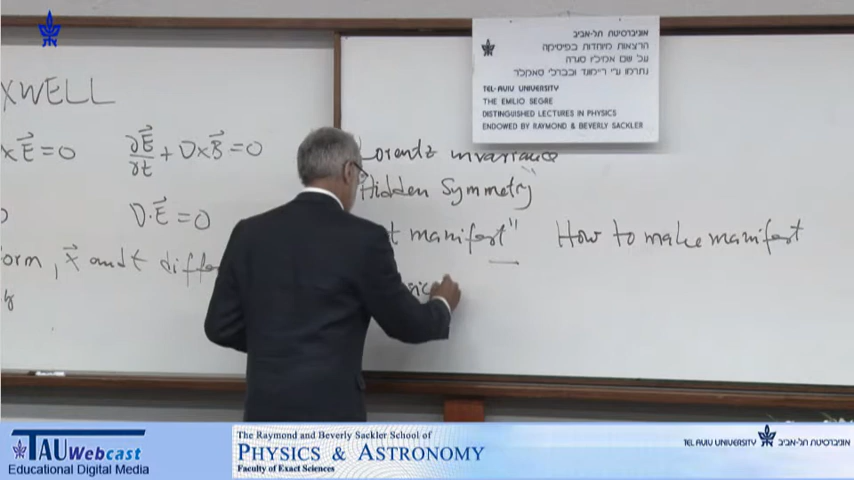 אוניברסיטת תל-אביב
הרצאות מיוחדות בפיסיקה
על שם אמיליו סגרה
נתרמו ע״י ריימונד וברברלי סאקלר
TEL-AVIV UNIVERSITY
THE EMILIO SEGRE
DISTINGUISHED LECTURES IN PHYSICS
ENDOWED BY RAYMOND & BEVERLY SACKLER
XWELL
x E⃗ = 0
∂E⃗/∂t + ∇×B⃗ = 0
∇·E⃗ = 0
orm, x⃗ and t diffe
Lorentz invariance
Hidden Symmetry
t manifest"
How to make manifest
TAUWebcast
Educational Digital Media
The Raymond and Beverly Sackler School of
PHYSICS & ASTRONOMY
Faculty of Exact Sciences
TEL AVIV UNIVERSITY אוניברסיטת תל-אביב